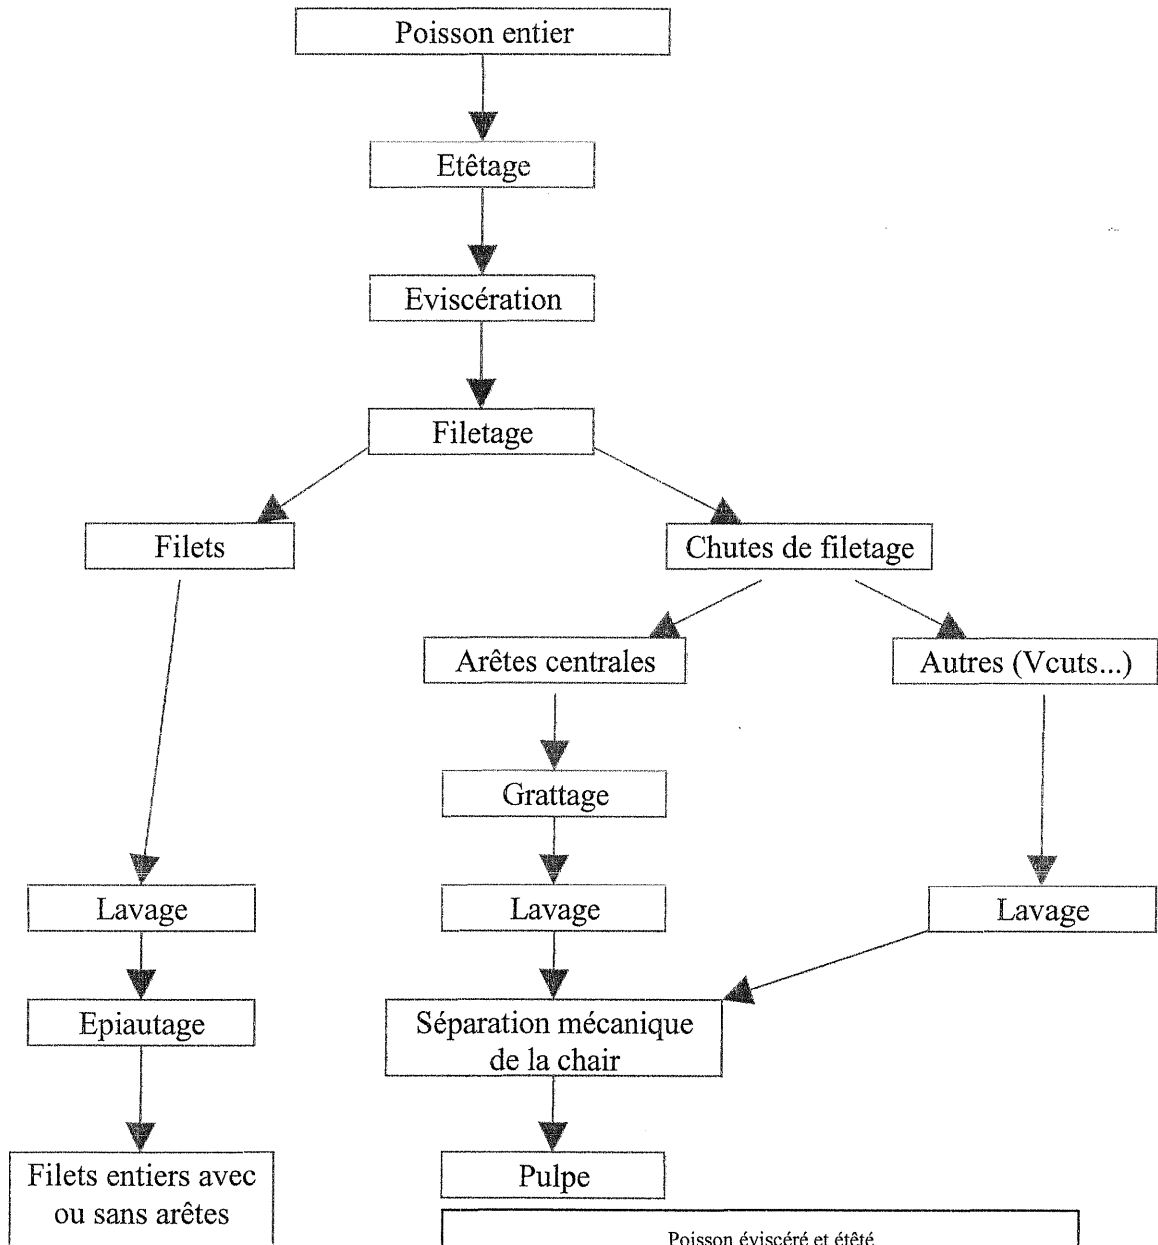 Poisson entier
Etêtage
Eviscération
Filetage
Filets
Chutes de filetage
Arêtes centrales
Autres (Vcuts...)
Grattage
Lavage
Lavage
Lavage
Epiautage
Séparation mécanique
de la chair
Filets entiers avec
ou sans arêtes
Pulpe
Poisson éviscéré et étêté